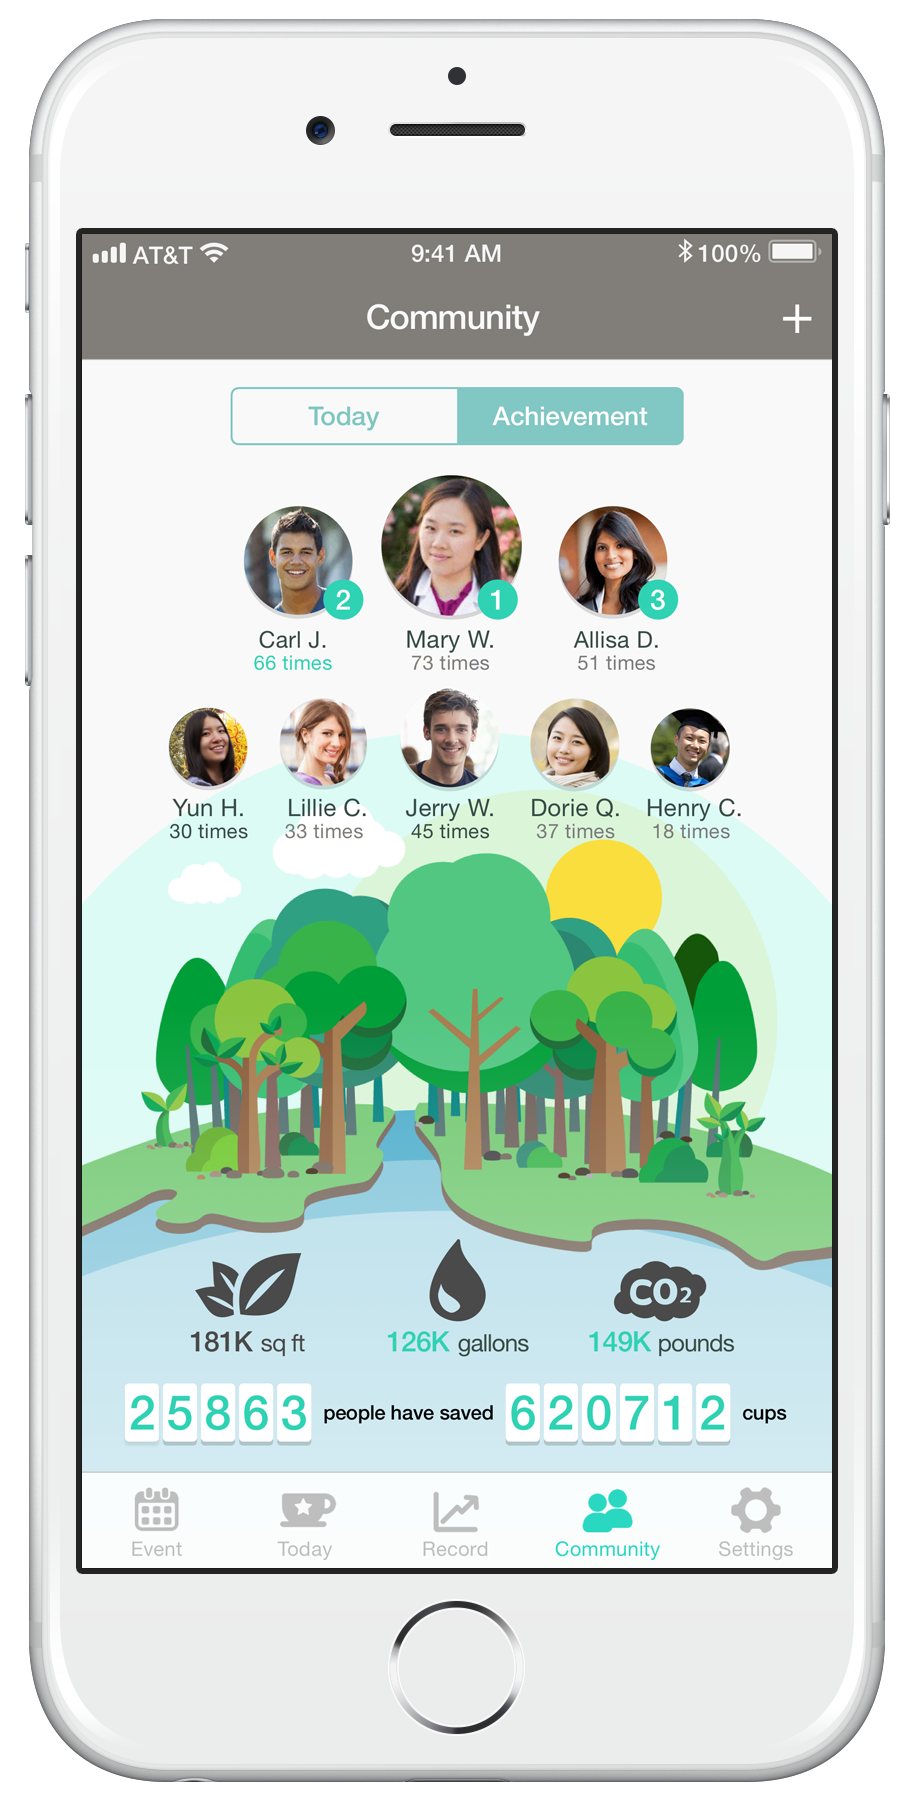 AT&T 9:41 AM 100%
Community +
Today Achievement
2 1 3
Carl J. Mary W. Allisa D.
66 times 73 times 51 times
Yun H. Lillie C. Jerry W. Dorie Q. Henry C.
30 times 33 times 45 times 37 times 18 times
CO2
181K sq ft 126K gallons 149K pounds
25863 people have saved 620712 cups
Event Today Record Community Settings